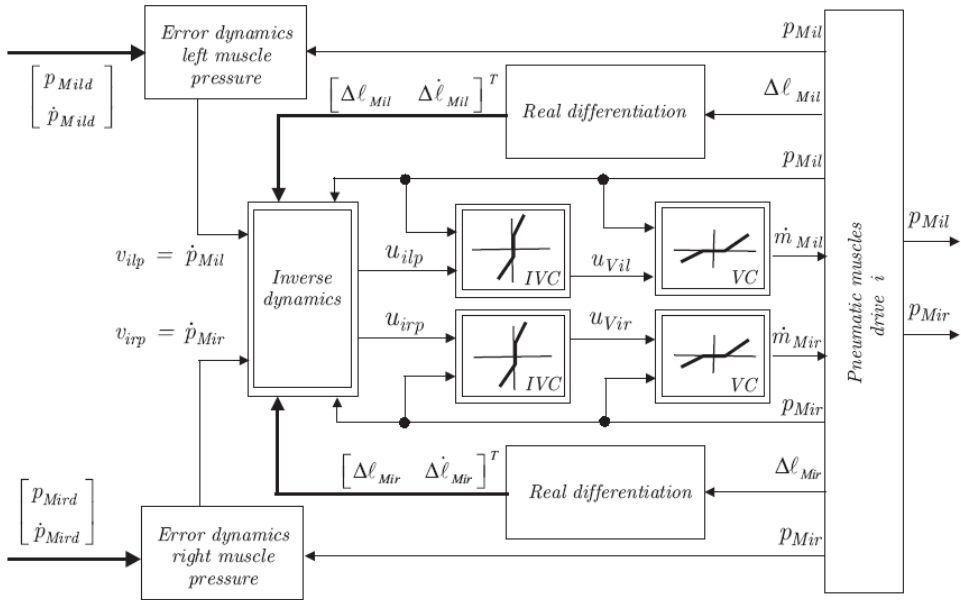 Error dynamics
left muscle
pressure
p_Mil
[p_Mild
ṗ_Mild]
[Δℓ_Mil Δℓ̇_Mil]^T
Real differentiation
Δℓ_Mil
p_Mil
v_ilp = ṗ_Mil
Inverse
dynamics
u_ilp
IVC
u_Vil
VC
ṁ_Mil
p_Mil
v_irp = ṗ_Mir
u_irp
IVC
u_Vir
VC
ṁ_Mir
p_Mir
Pneumatic muscles
drive i
p_Mir
[Δℓ_Mir Δℓ̇_Mir]^T
Real differentiation
Δℓ_Mir
[p_Mird
ṗ_Mird]
Error dynamics
right muscle
pressure
p_Mir